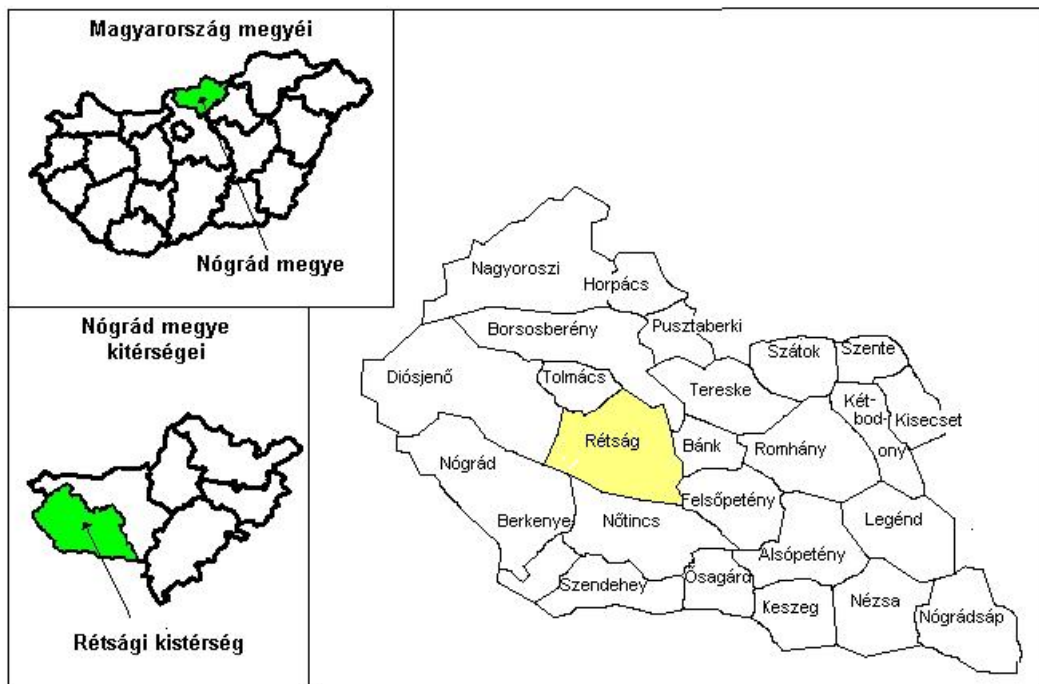 Magyarország megyéi
Nógrád megye
Nógrád megye
kitérségei
Rétsági kistérség
Nagyoroszi
Horpács
Borsosberény
Pusztaberki
Szátok
Szente
Diósjenő
Tolmács
Tereske
Két-
bod-
ony
Kisecset
Rétság
Bánk
Romhány
Nógrád
Felsőpetény
Berkenye
Nőtincs
Legénd
Alsópetény
Szendehey
Ősagárd
Keszeg
Nézsa
Nógrádsáp